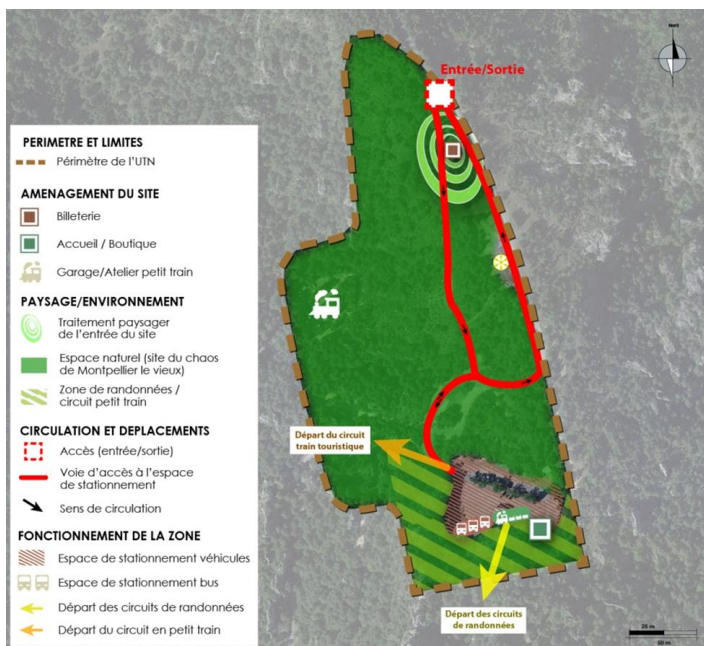 Nord
Entrée/Sortie
PERIMETRE ET LIMITES
Périmètre de l'UTN
AMENAGEMENT DU SITE
Billeterie
Accueil / Boutique
Garage/Atelier petit train
PAYSAGE/ENVIRONNEMENT
Traitement paysager
de l'entrée du site
Espace naturel (site du chaos
de Montpellier le vieux)
Zone de randonnées /
circuit petit train
CIRCULATION ET DEPLACEMENTS
Accès (entrée/sortie)
Voie d'accès à l'espace
de stationnement
Sens de circulation
FONCTIONNEMENT DE LA ZONE
Espace de stationnement véhicules
Espace de stationnement bus
Départ des circuits de randonnées
Départ du circuit en petit train
Départ du circuit
train touristique
Départ des circuits
de randonnées
25 m
50 m